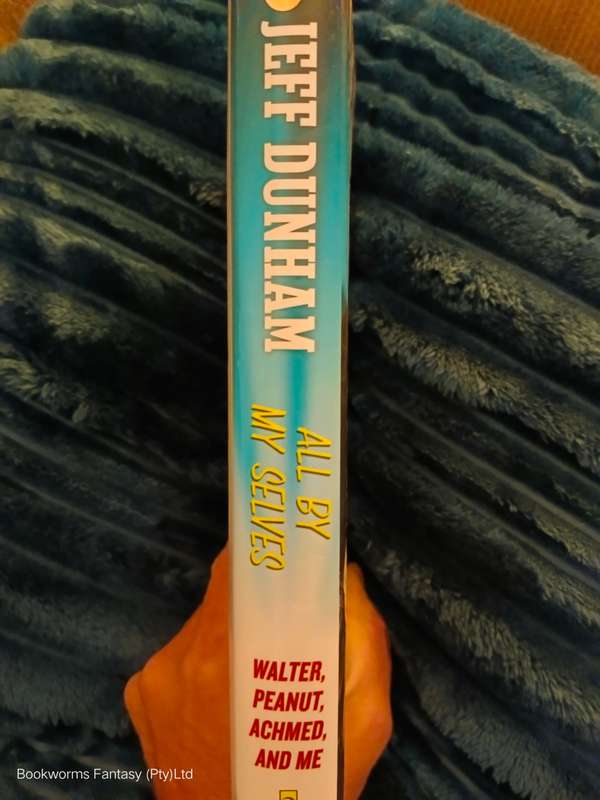 JEFF DUNHAM
ALL BY
MY SELVES
WALTER,
PEANUT,
ACHMED,
AND ME
Bookworms Fantasy (Pty)Ltd